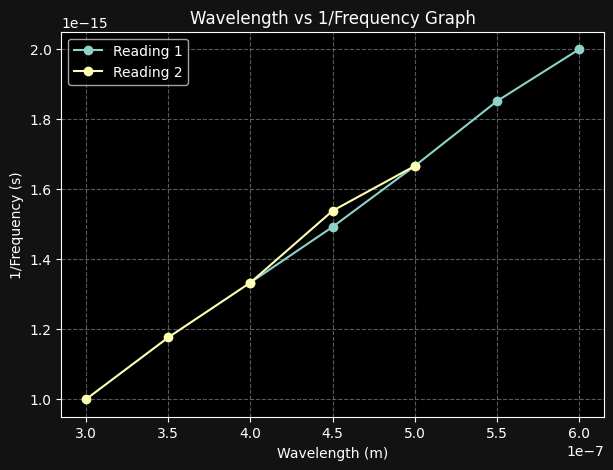 Wavelength vs 1/Frequency Graph
1e−15
Reading 1
Reading 2
2.0
1.8
1.6
1.4
1.2
1.0
1/Frequency (s)
3.0 3.5 4.0 4.5 5.0 5.5 6.0
1e−7
Wavelength (m)